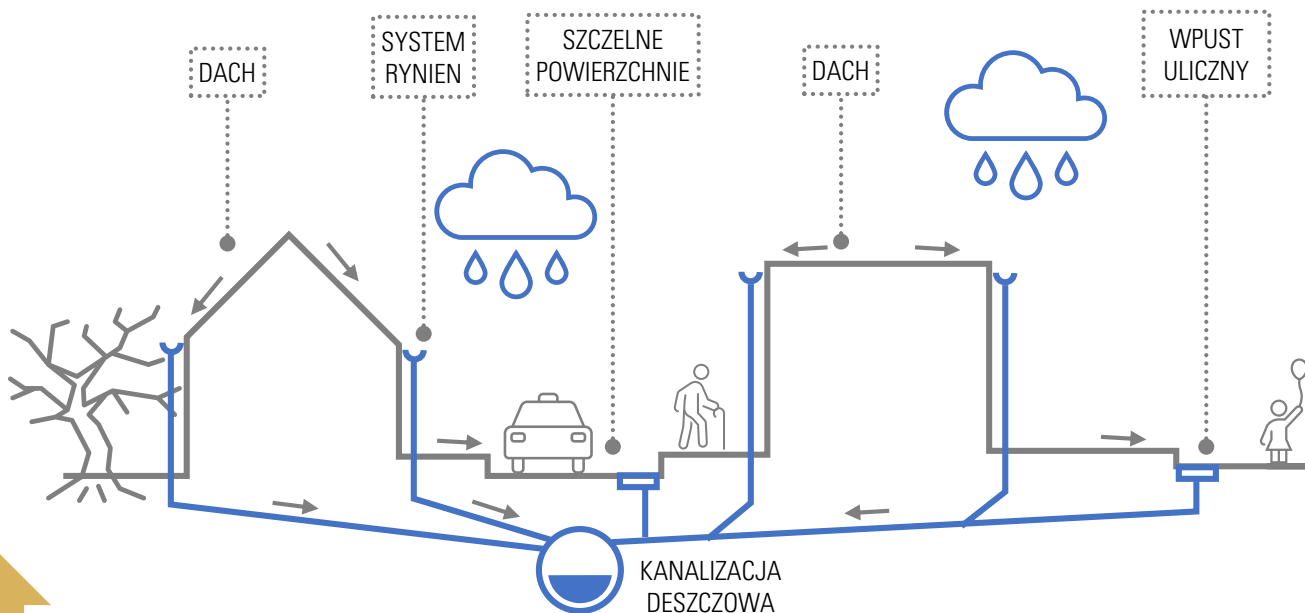 DACH
SYSTEM
RYNIEN
SZCZELNE
POWIERZCHNIE
DACH
WPUST
ULICZNY
KANALIZACJA
DESZCZOWA